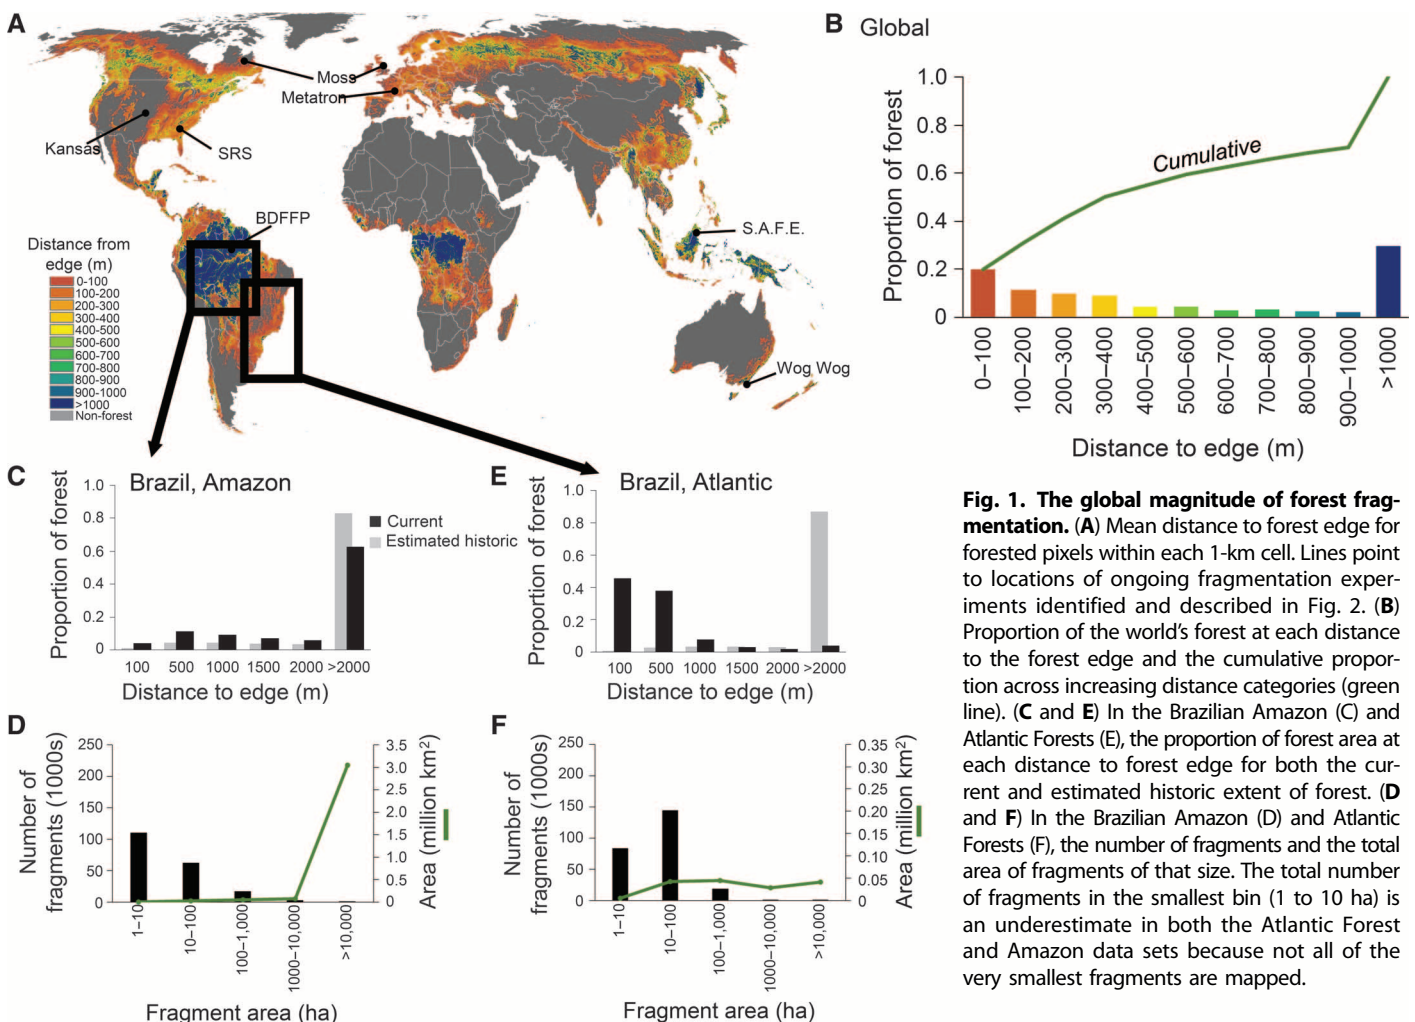 A
Moss
Metatron
Kansas
SRS
BDFFP
S.A.F.E.
Wog Wog
Distance from
edge (m)
0-100
100-200
200-300
300-400
400-500
500-600
600-700
700-800
800-900
900-1000
>1000
Non-forest
B Global
Proportion of forest
1.0
0.8
0.6
0.4
0.2
0
Cumulative
0–100
100–200
200–300
300–400
400–500
500–600
600–700
700–800
800–900
900–1000
>1000
Distance to edge (m)
C Brazil, Amazon
Proportion of forest
1.0
0.8
0.6
0.4
0.2
0
Current
Estimated historic
100 500 1000 1500 2000 >2000
Distance to edge (m)
E Brazil, Atlantic
Proportion of forest
1.0
0.8
0.6
0.4
0.2
0
100 500 1000 1500 2000 >2000
Distance to edge (m)
D
Number of
fragments (1000s)
250
200
150
100
50
0
3.5
3.0
2.0
2.0
1.5
1.0
0.5
0
Area (million km²)
1–10
10–100
100–1,000
1000–10,000
>10,000
Fragment area (ha)
F
Number of
fragments (1000s)
250
200
150
100
50
0
0.35
0.30
0.20
0.20
0.15
0.10
0.05
0
Area (million km²)
1–10
10–100
100–1,000
1000–10,000
>10,000
Fragment area (ha)
Fig. 1. The global magnitude of forest frag-
mentation. (A) Mean distance to forest edge for
forested pixels within each 1-km cell. Lines point
to locations of ongoing fragmentation exper-
iments identified and described in Fig. 2. (B)
Proportion of the world's forest at each distance
to the forest edge and the cumulative propor-
tion across increasing distance categories (green
line). (C and E) In the Brazilian Amazon (C) and
Atlantic Forests (E), the proportion of forest area at
each distance to forest edge for both the cur-
rent and estimated historic extent of forest. (D
and F) In the Brazilian Amazon (D) and Atlantic
Forests (F), the number of fragments and the total
area of fragments of that size. The total number
of fragments in the smallest bin (1 to 10 ha) is
an underestimate in both the Atlantic Forest
and Amazon data sets because not all of the
very smallest fragments are mapped.